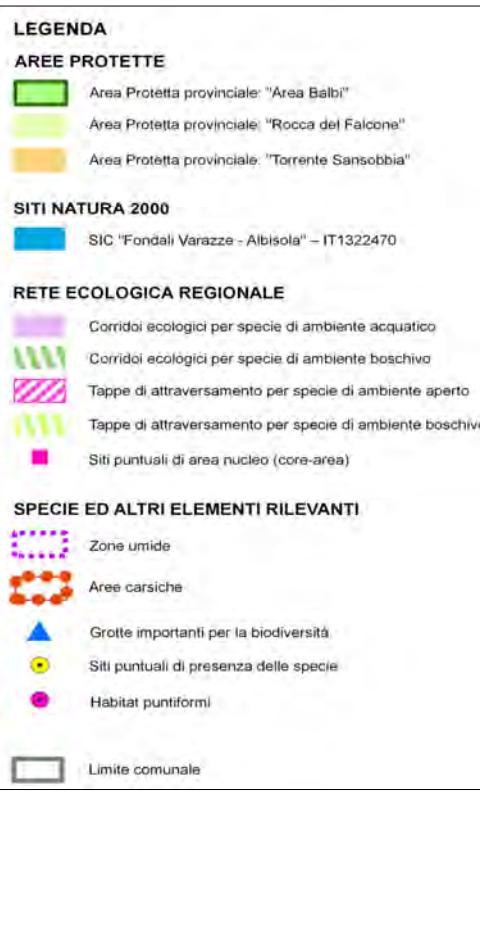 LEGENDA
AREE PROTETTE
Area Protetta provinciale: "Area Balbi"
Area Protetta provinciale: "Rocca del Falcone"
Area Protetta provinciale: "Torrente Sansobbia"
SITI NATURA 2000
SIC "Fondali Varazze - Albisola" – IT1322470
RETE ECOLOGICA REGIONALE
Corridoi ecologici per specie di ambiente acquatico
Corridoi ecologici per specie di ambiente boschivo
Tappe di attraversamento per specie di ambiente aperto
Tappe di attraversamento per specie di ambiente boschivo
Siti puntuali di area nucleo (core-area)
SPECIE ED ALTRI ELEMENTI RILEVANTI
Zone umide
Aree carsiche
Grotte importanti per la biodiversità
Siti puntuali di presenza delle specie
Habitat puntiformi
Limite comunale